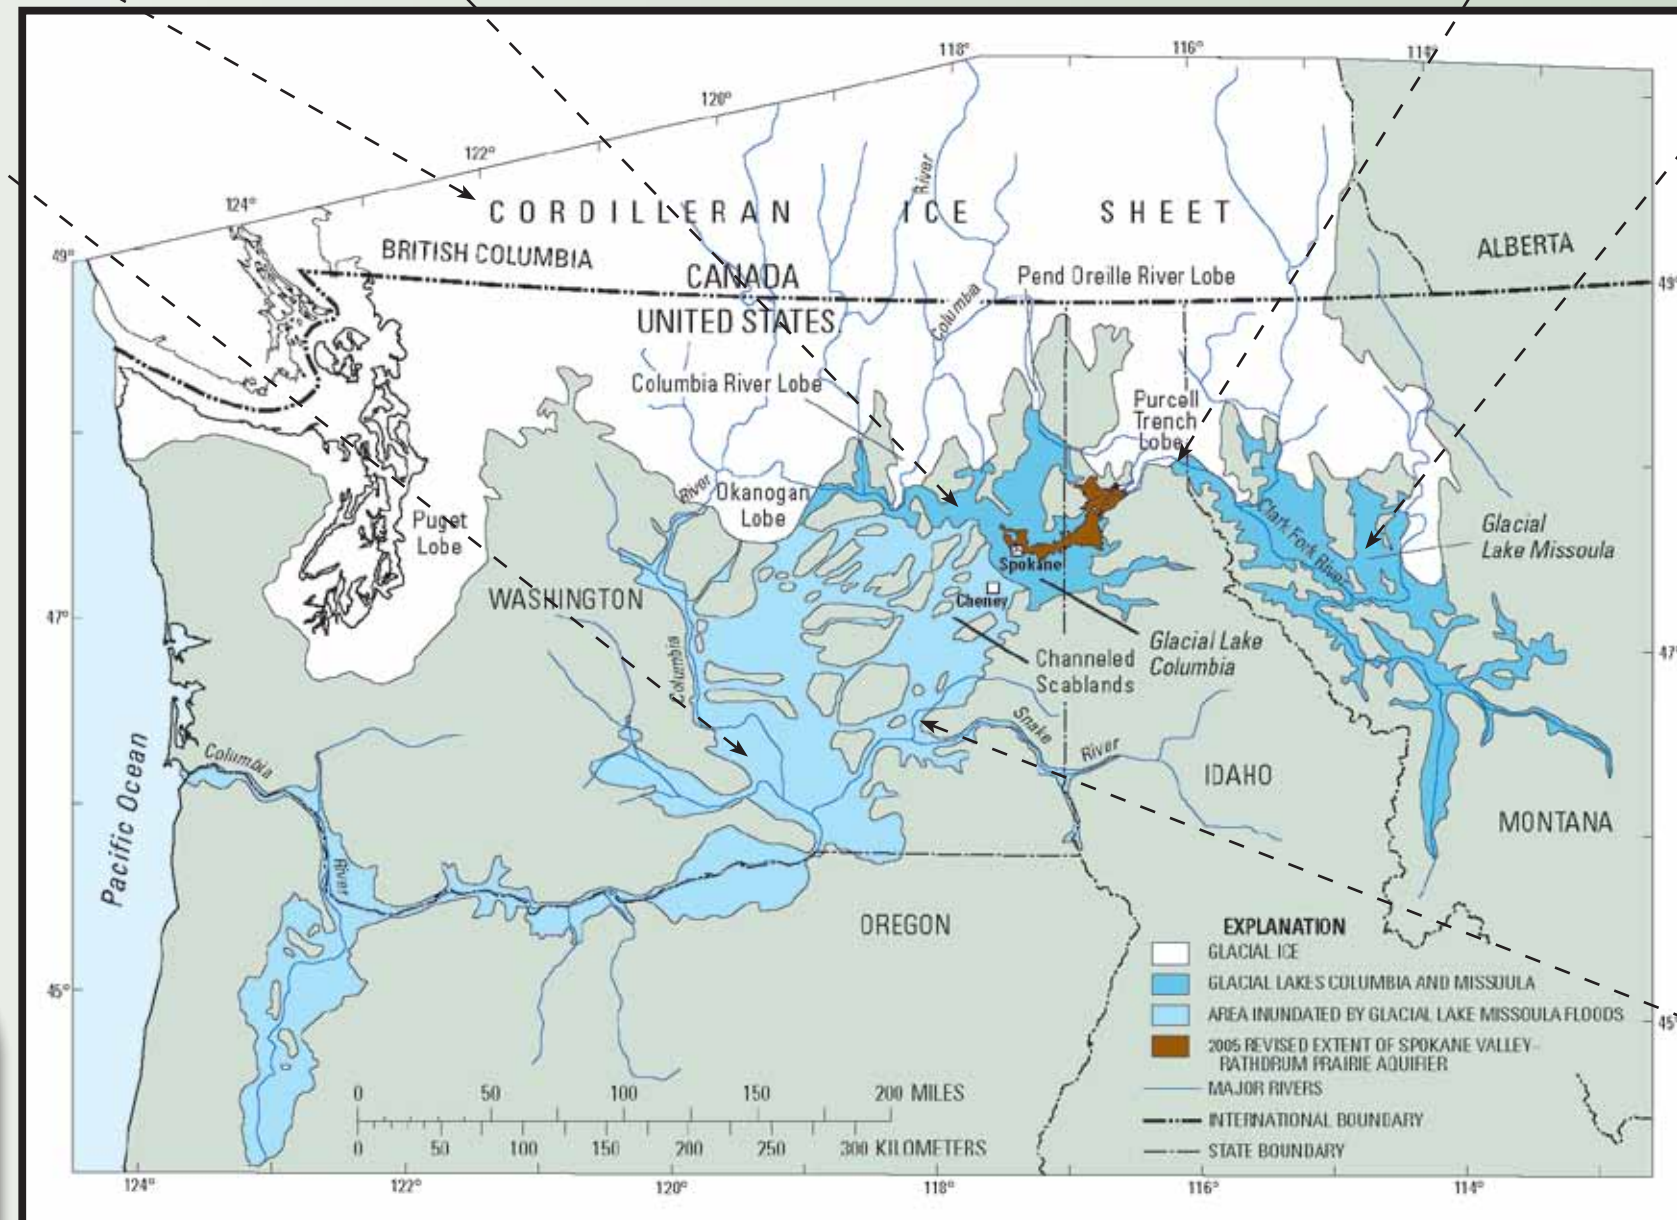 118°
116°
114°
120°
122°
124°
CORDILLERAN ICE SHEET
River
49°
BRITISH COLUMBIA
CANADA
ALBERTA
Pend Oreille River Lobe
49°
UNITED STATES
Columbia
Columbia River Lobe
Purcell
Trench
Lobe
River
Okanogan
Lobe
Puget
Lobe
Clark Fork River
Glacial
Lake Missoula
Spokane
WASHINGTON
Cheney
47°
Glacial Lake
Columbia
Channeled
Scablands
47°
Columbia
Snake
River
Pacific Ocean
Columbia
River
IDAHO
MONTANA
OREGON
45°
EXPLANATION
GLACIAL ICE
GLACIAL LAKES COLUMBIA AND MISSOULA
AREA INUNDATED BY GLACIAL LAKE MISSOULA FLOODS
45°
2005 REVISED EXTENT OF SPOKANE VALLEY–
RATHDRUM PRAIRIE AQUIFIER
MAJOR RIVERS
INTERNATIONAL BOUNDARY
STATE BOUNDARY
0 50 100 150 200 MILES
0 50 100 150 200 250 300 KILOMETERS
124°
122°
120°
118°
116°
114°